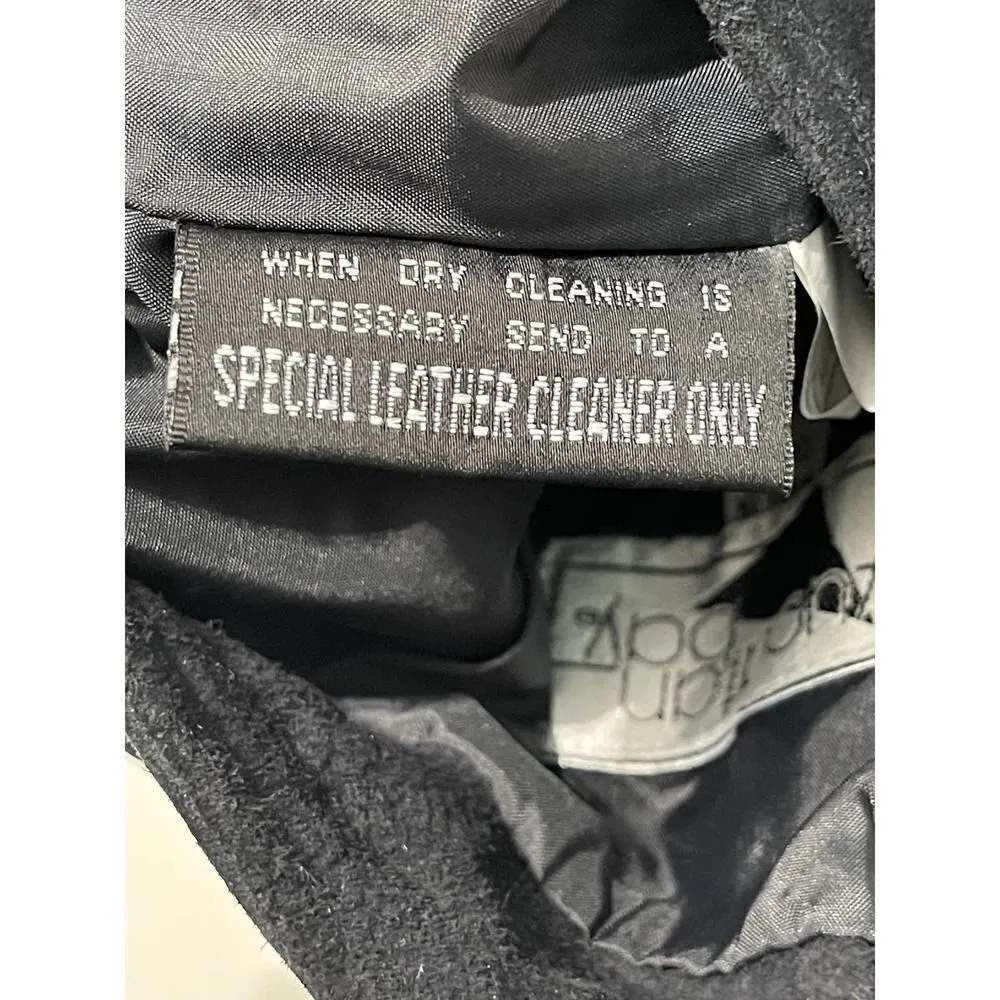 WHEN DRY CLEANING IS
NECESSARY SEND TO A
SPECIAL LEATHER CLEANER ONLY